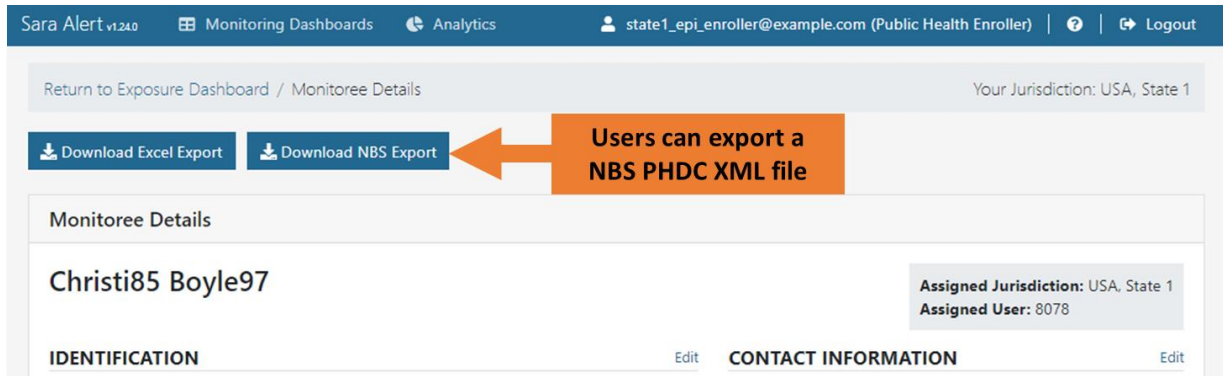 Sara Alert v1.24.0 Monitoring Dashboards Analytics state1_epi_enroller@example.com (Public Health Enroller) | ? | Logout
Return to Exposure Dashboard / Monitoree Details Your Jurisdiction: USA, State 1
Download Excel Export Download NBS Export
Users can export a
NBS PHDC XML file
Monitoree Details
Christi85 Boyle97
Assigned Jurisdiction: USA, State 1
Assigned User: 8078
IDENTIFICATION Edit CONTACT INFORMATION Edit